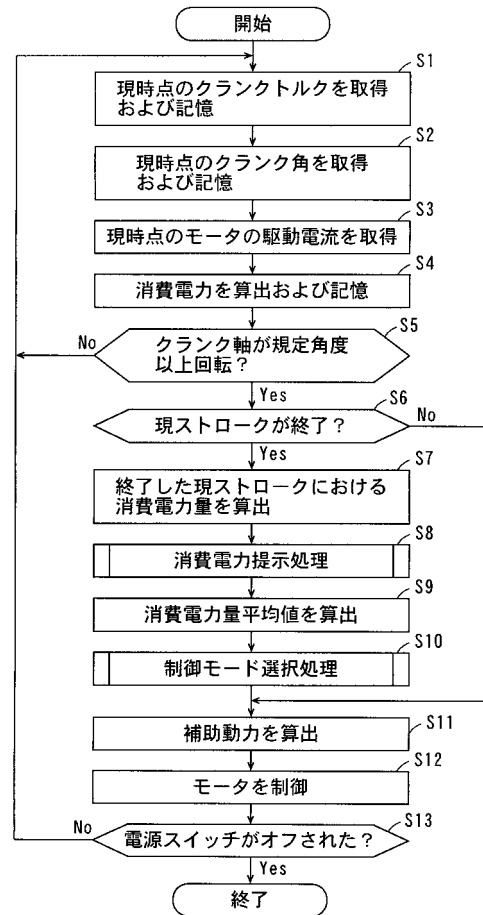 開始
S1
現時点のクランクトルクを取得
および記憶
S2
現時点のクランク角を取得
および記憶
S3
現時点のモータの駆動電流を取得
S4
消費電力を算出および記憶
S5
No
クランク軸が規定角度
以上回転?
Yes
S6
現ストロークが終了?
No
Yes
S7
終了した現ストロークにおける
消費電力量を算出
S8
消費電力提示処理
S9
消費電力量平均値を算出
S10
制御モード選択処理
S11
補助動力を算出
S12
モータを制御
S13
No
電源スイッチがオフされた?
Yes
終了